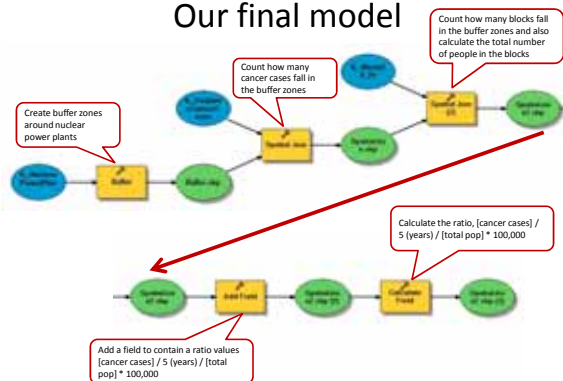 Our final model
Count how many blocks fall
in the buffer zones and also
calculate the total number
of people in the blocks
Count how many
cancer cases fall in
the buffer zones
Create buffer zones
around nuclear
power plants
Buffer
Spatial Join
Spatial Join
(2)
Calculate the ratio, [cancer cases] /
5 (years) / [total pop] * 100,000
Add Field
Calculate
Field
Add a field to contain a ratio values
[cancer cases] / 5 (years) / [total
pop] * 100,000